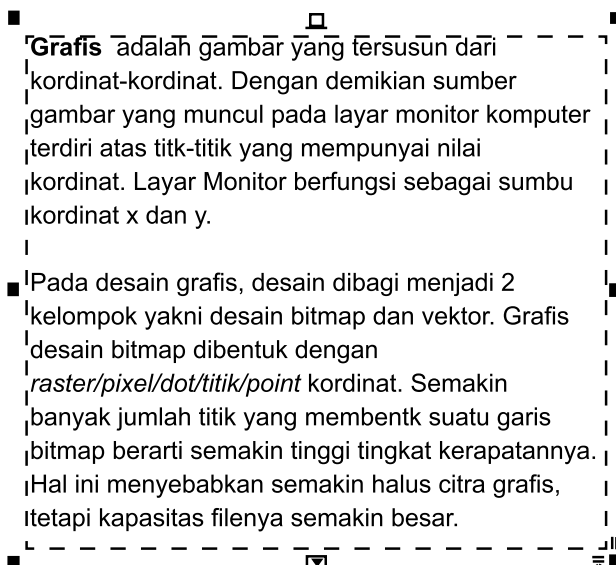 Grafis adalah gambar yang tersusun dari
kordinat-kordinat. Dengan demikian sumber
gambar yang muncul pada layar monitor komputer
terdiri atas titk-titik yang mempunyai nilai
kordinat. Layar Monitor berfungsi sebagai sumbu
kordinat x dan y.

Pada desain grafis, desain dibagi menjadi 2
kelompok yakni desain bitmap dan vektor. Grafis
desain bitmap dibentuk dengan
raster/pixel/dot/titik/point kordinat. Semakin
banyak jumlah titik yang membentk suatu garis
bitmap berarti semakin tinggi tingkat kerapatannya.
Hal ini menyebabkan semakin halus citra grafis,
tetapi kapasitas filenya semakin besar.